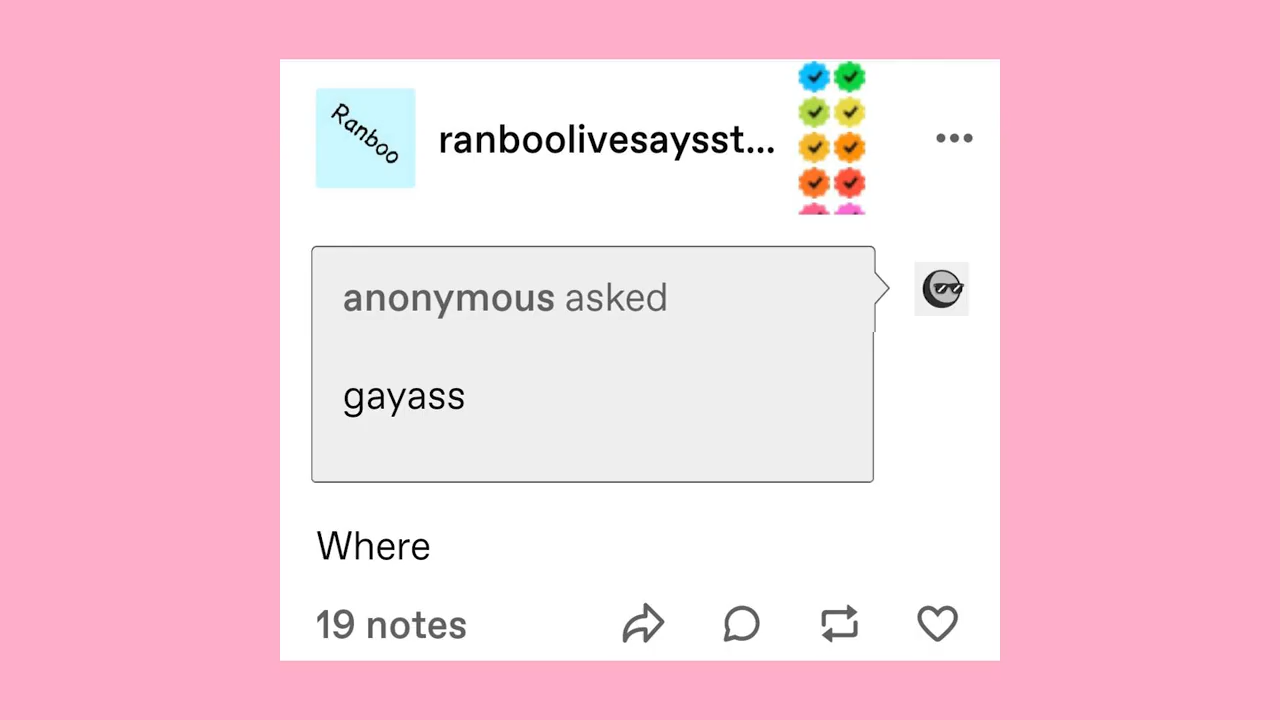 Ranboo
ranboolivesaysst...
anonymous asked
gayass
Where
19 notes